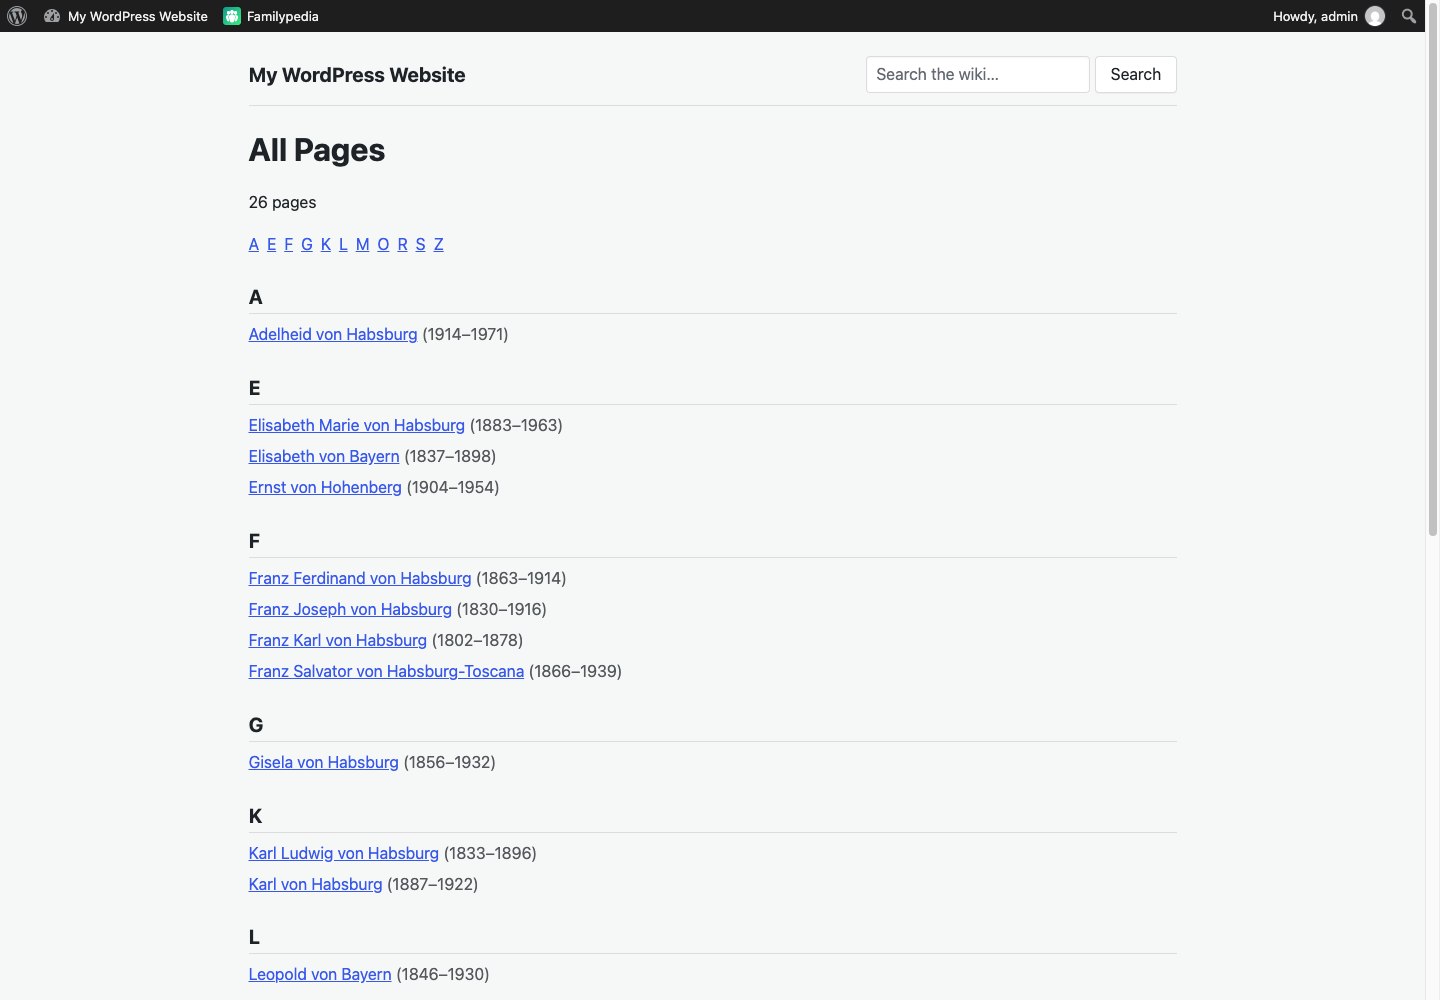 My WordPress Website Familypedia Howdy, admin
My WordPress Website
Search the wiki... Search
All Pages
26 pages
A E F G K L M O R S Z
A
Adelheid von Habsburg (1914–1971)
E
Elisabeth Marie von Habsburg (1883–1963)
Elisabeth von Bayern (1837–1898)
Ernst von Hohenberg (1904–1954)
F
Franz Ferdinand von Habsburg (1863–1914)
Franz Joseph von Habsburg (1830–1916)
Franz Karl von Habsburg (1802–1878)
Franz Salvator von Habsburg-Toscana (1866–1939)
G
Gisela von Habsburg (1856–1932)
K
Karl Ludwig von Habsburg (1833–1896)
Karl von Habsburg (1887–1922)
L
Leopold von Bayern (1846–1930)